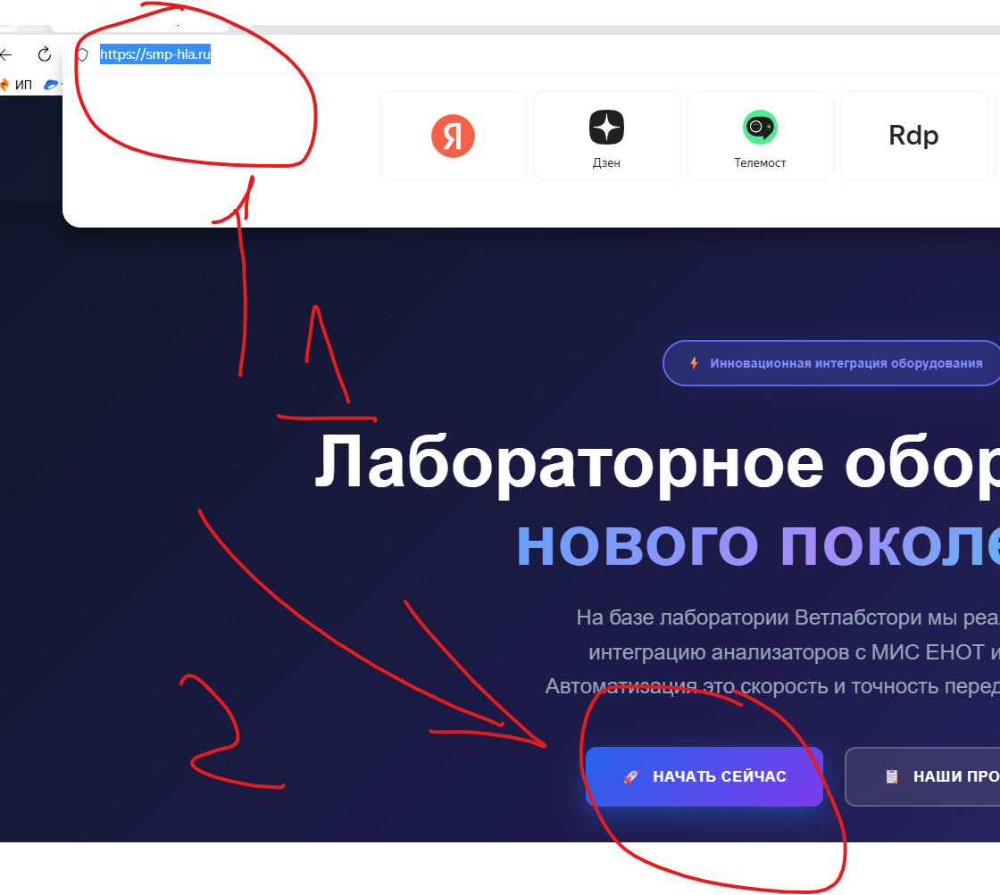 https://smp-hla.ru
ИП
Я
Дзен
Телемост
Rdp
1
Инновационная интеграция оборудования
Лабораторное обор
нового поколе
На базе лаборатории Ветлабстори мы реа
интеграцию анализаторов с МИС ЕНОТ и
Автоматизация это скорость и точность перед
2
НАЧАТЬ СЕЙЧАС
НАШИ ПРО